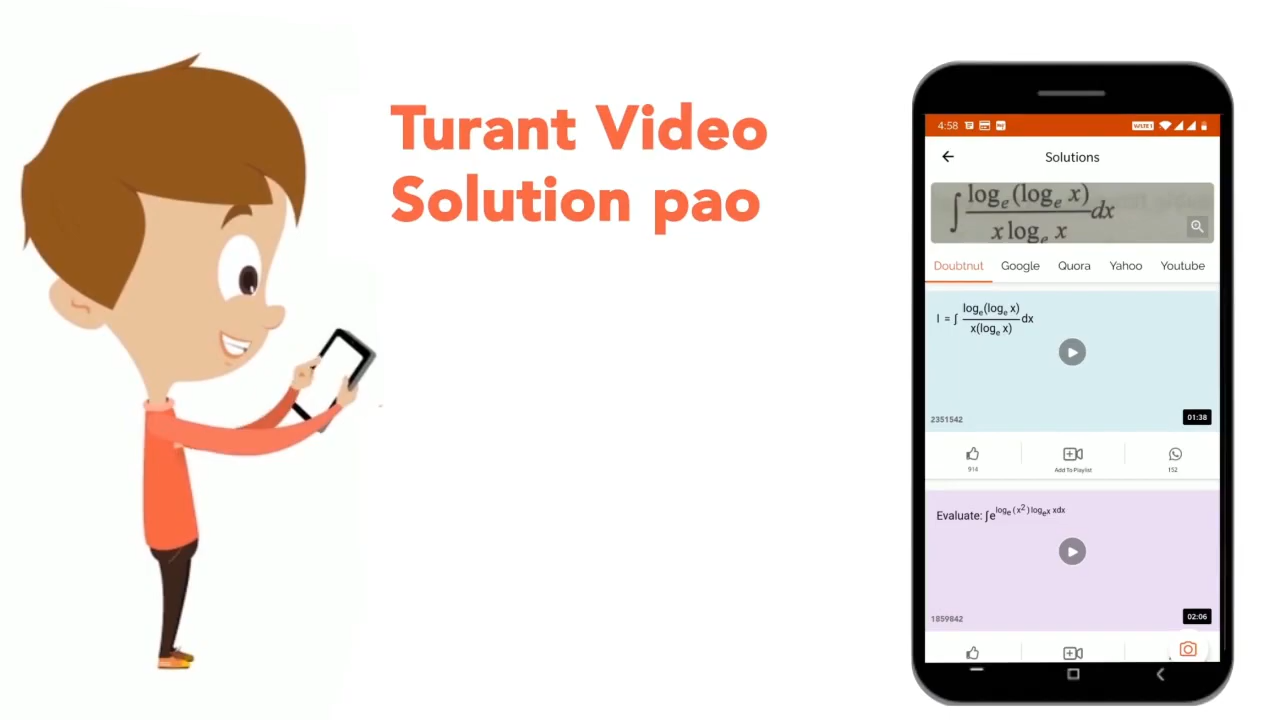 Turant Video
Solution pao
4:58
Solutions
∫ logₑ(logₑ x) / x logₑ x dx
Doubtnut Google Quora Yahoo Youtube
I = ∫ logₑ(logₑ x) / x(logₑ x) dx
2351542 01:38
914 Add To Playlist 152
Evaluate: ∫e^logₑ(x²)logₑx xdx
1859842 02:06